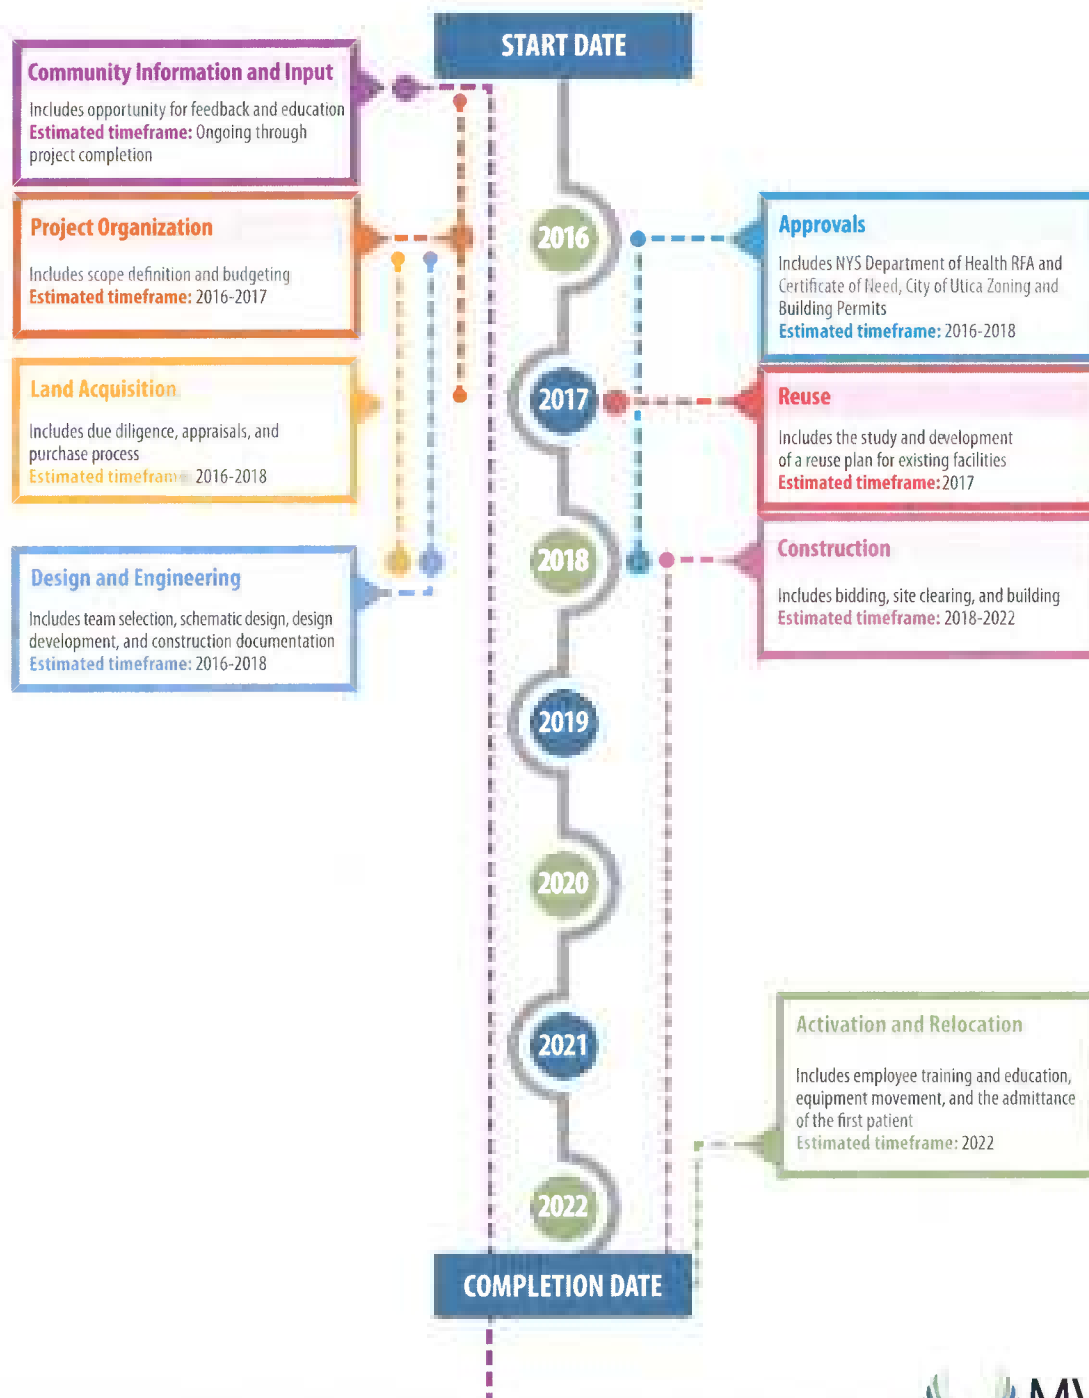 START DATE
Community Information and Input
Includes opportunity for feedback and education
Estimated timeframe: Ongoing through
project completion
Project Organization
Includes scope definition and budgeting
Estimated timeframe: 2016-2017
Land Acquisition
Includes due diligence, appraisals, and
purchase process
Estimated timeframe 2016-2018
Design and Engineering
Includes team selection, schematic design, design
development, and construction documentation
Estimated timeframe: 2016-2018
2016
2017
2018
2019
2020
2021
2022
Approvals
Includes NYS Department of Health RFA and
Certificate of Need, City of Utica Zoning and
Building Permits
Estimated timeframe: 2016-2018
Reuse
Includes the study and development
of a reuse plan for existing facilities
Estimated timeframe: 2017
Construction
Includes bidding, site clearing, and building
Estimated timeframe: 2018-2022
Activation and Relocation
Includes employee training and education,
equipment movement, and the admittance
of the first patient
Estimated timeframe: 2022
COMPLETION DATE